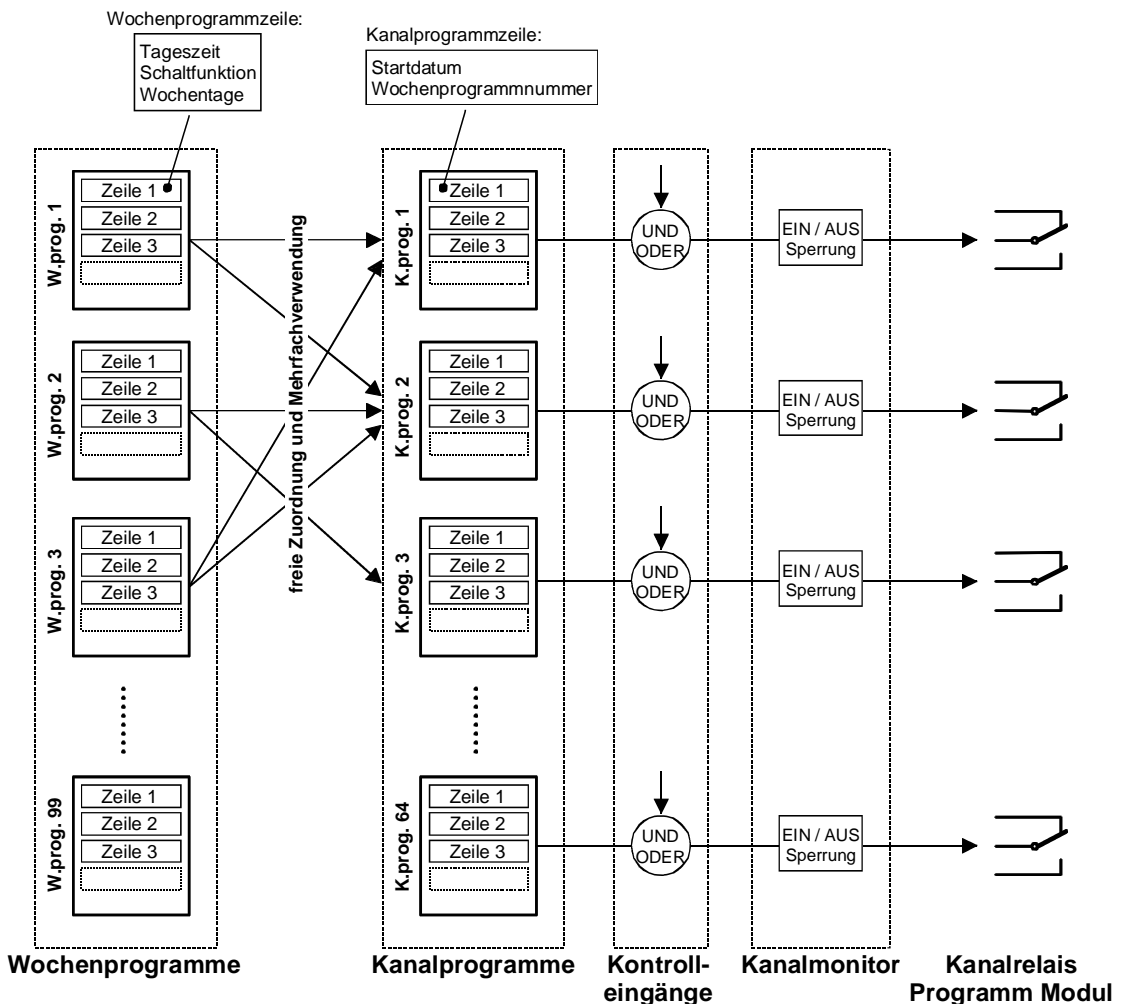 Wochenprogrammzeile:
Tageszeit
Schaltfunktion
Wochentage
Kanalprogrammzeile:
Startdatum
Wochenprogrammnummer
W.prog. 1
Zeile 1
Zeile 2
Zeile 3
W.prog. 2
Zeile 1
Zeile 2
Zeile 3
W.prog. 3
Zeile 1
Zeile 2
Zeile 3
W.prog. 99
Zeile 1
Zeile 2
Zeile 3
freie Zuordnung und Mehrfachverwendung
K.prog. 1
Zeile 1
Zeile 2
Zeile 3
K.prog. 2
Zeile 1
Zeile 2
Zeile 3
K.prog. 3
Zeile 1
Zeile 2
Zeile 3
K.prog. 64
Zeile 1
Zeile 2
Zeile 3
UND
ODER
EIN / AUS
Sperrung
UND
ODER
EIN / AUS
Sperrung
UND
ODER
EIN / AUS
Sperrung
UND
ODER
EIN / AUS
Sperrung
Wochenprogramme
Kanalprogramme
Kontroll-
eingänge
Kanalmonitor
Kanalrelais
Programm Modul